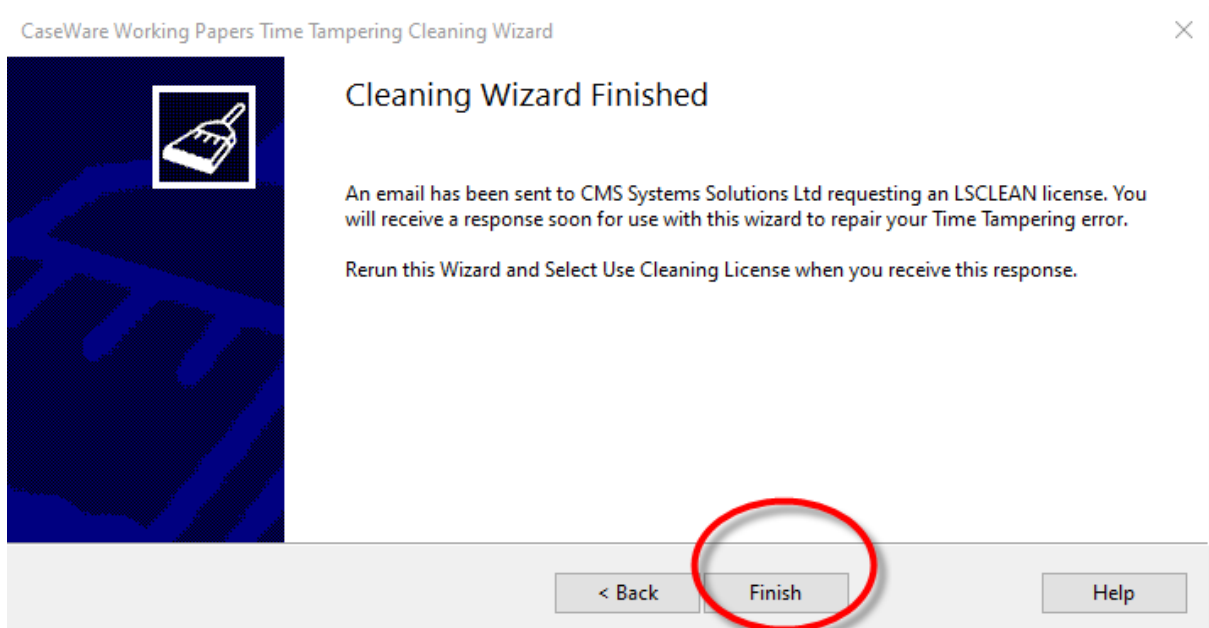 CaseWare Working Papers Time Tampering Cleaning Wizard
Cleaning Wizard Finished
An email has been sent to CMS Systems Solutions Ltd requesting an LSCLEAN license. You
will receive a response soon for use with this wizard to repair your Time Tampering error.
Rerun this Wizard and Select Use Cleaning License when you receive this response.
< Back
Finish
Help